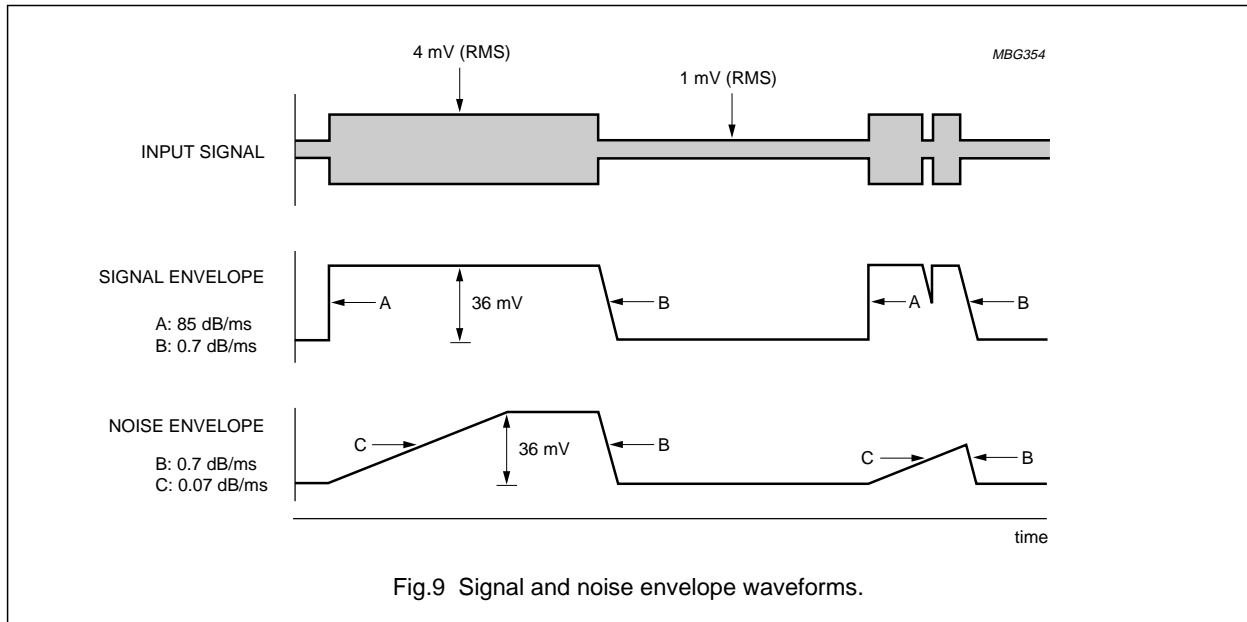 4 mV (RMS)
MBG354
1 mV (RMS)
INPUT SIGNAL
SIGNAL ENVELOPE
A
36 mV
B
A
B
A: 85 dB/ms
B: 0.7 dB/ms
NOISE ENVELOPE
C
36 mV
B
C
B
B: 0.7 dB/ms
C: 0.07 dB/ms
time
Fig.9 Signal and noise envelope waveforms.